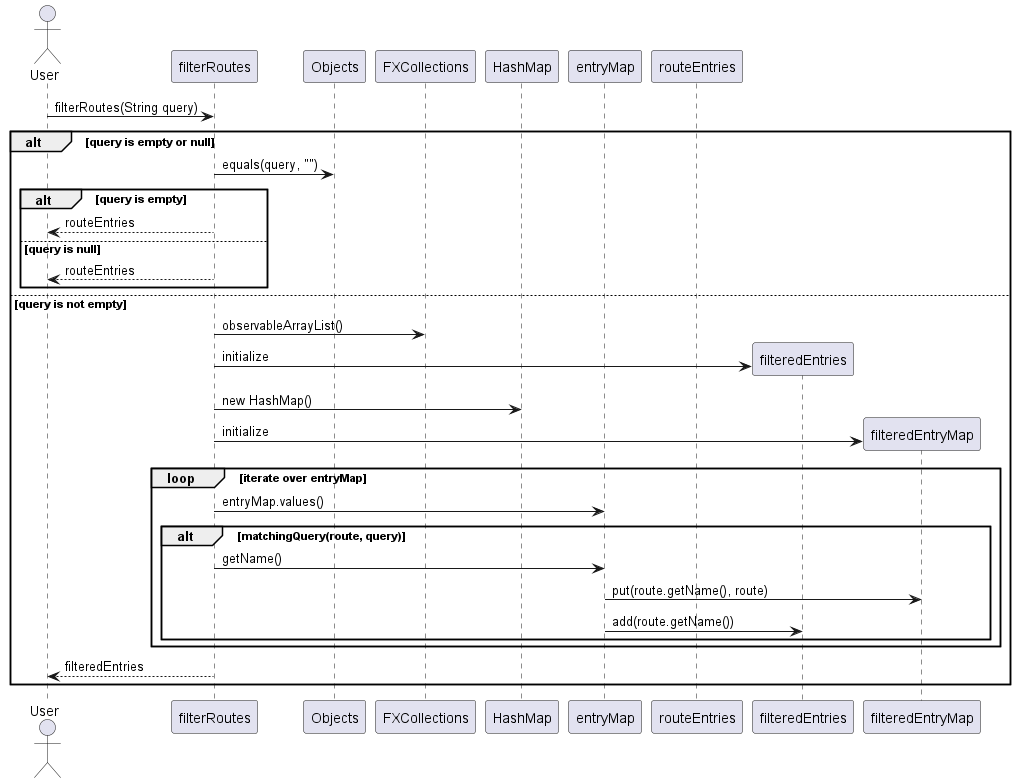 User
filterRoutes
Objects
FXCollections
HashMap
entryMap
routeEntries
filterRoutes(String query)
alt
[query is empty or null]
equals(query, "")
alt
[query is empty]
routeEntries
[query is null]
routeEntries
[query is not empty]
observableArrayList()
initialize
filteredEntries
new HashMap()
initialize
filteredEntryMap
loop
[iterate over entryMap]
entryMap.values()
alt
[matchingQuery(route, query)]
getName()
put(route.getName(), route)
add(route.getName())
filteredEntries
User
filterRoutes
Objects
FXCollections
HashMap
entryMap
routeEntries
filteredEntries
filteredEntryMap